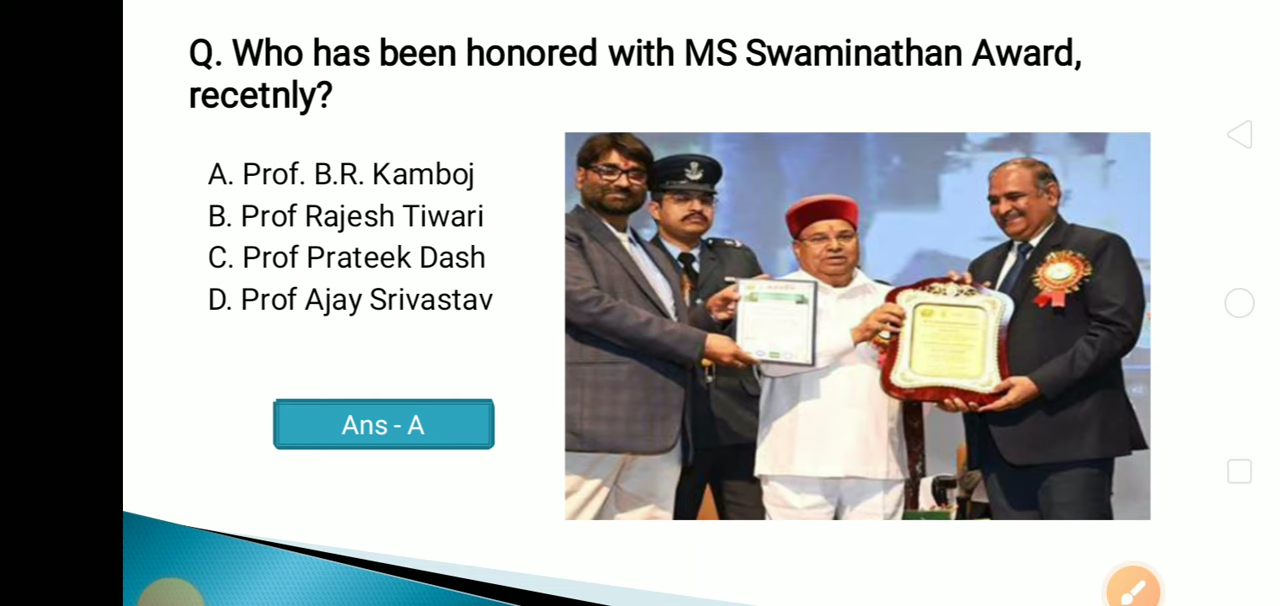 Q. Who has been honored with MS Swaminathan Award,
recetnly?
A. Prof. B.R. Kamboj
B. Prof Rajesh Tiwari
C. Prof Prateek Dash
D. Prof Ajay Srivastav
Ans - A